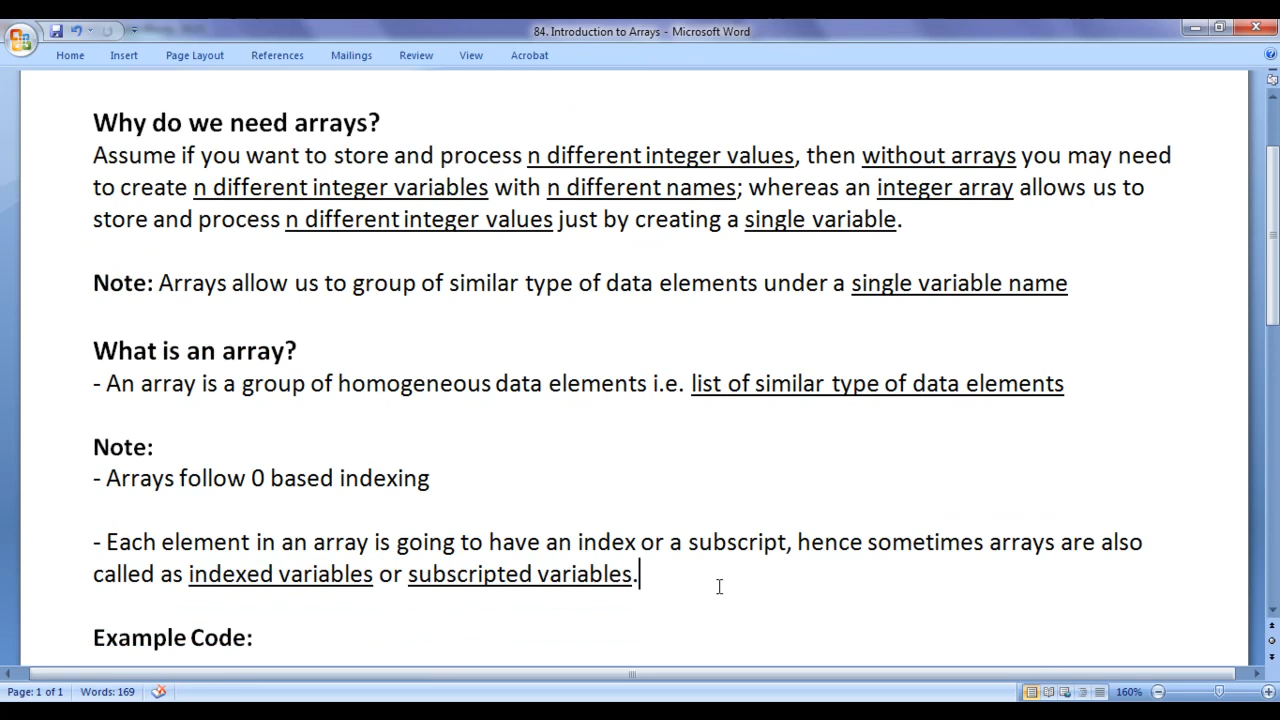 84. Introduction to Arrays - Microsoft Word
Home Insert Page Layout References Mailings Review View Acrobat
Why do we need arrays?
Assume if you want to store and process n different integer values, then without arrays you may need
to create n different integer variables with n different names; whereas an integer array allows us to
store and process n different integer values just by creating a single variable.
Note: Arrays allow us to group of similar type of data elements under a single variable name
What is an array?
- An array is a group of homogeneous data elements i.e. list of similar type of data elements
Note:
- Arrays follow 0 based indexing
- Each element in an array is going to have an index or a subscript, hence sometimes arrays are also
called as indexed variables or subscripted variables.
Example Code:
Page: 1 of 1 Words: 169 160%